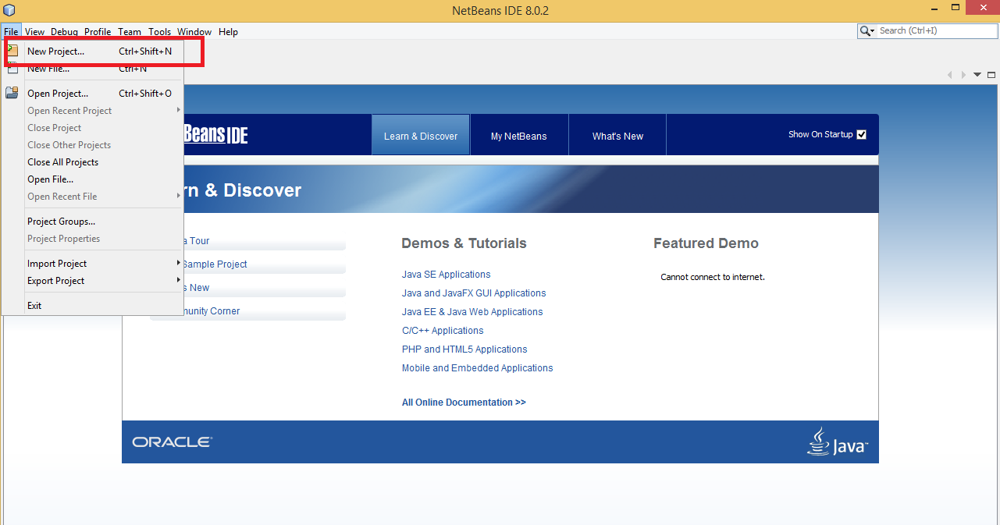 NetBeans IDE 8.0.2
File View Debug Profile Team Tools Window Help
Search (Ctrl+I)
New Project... Ctrl+Shift+N
New File... Ctrl+N
Open Project... Ctrl+Shift+O
Open Recent Project
Close Project
Close Other Projects
Close All Projects
Open File...
Open Recent File
Project Groups...
Project Properties
Import Project
Export Project
Exit
Beans IDE
Learn & Discover
My NetBeans
What's New
Show On Startup
rn & Discover
a Tour
Sample Project
s New
munity Corner
Demos & Tutorials
Java SE Applications
Java and JavaFX GUI Applications
Java EE & Java Web Applications
C/C++ Applications
PHP and HTML5 Applications
Mobile and Embedded Applications
All Online Documentation >>
Featured Demo
Cannot connect to internet.
ORACLE
Java™